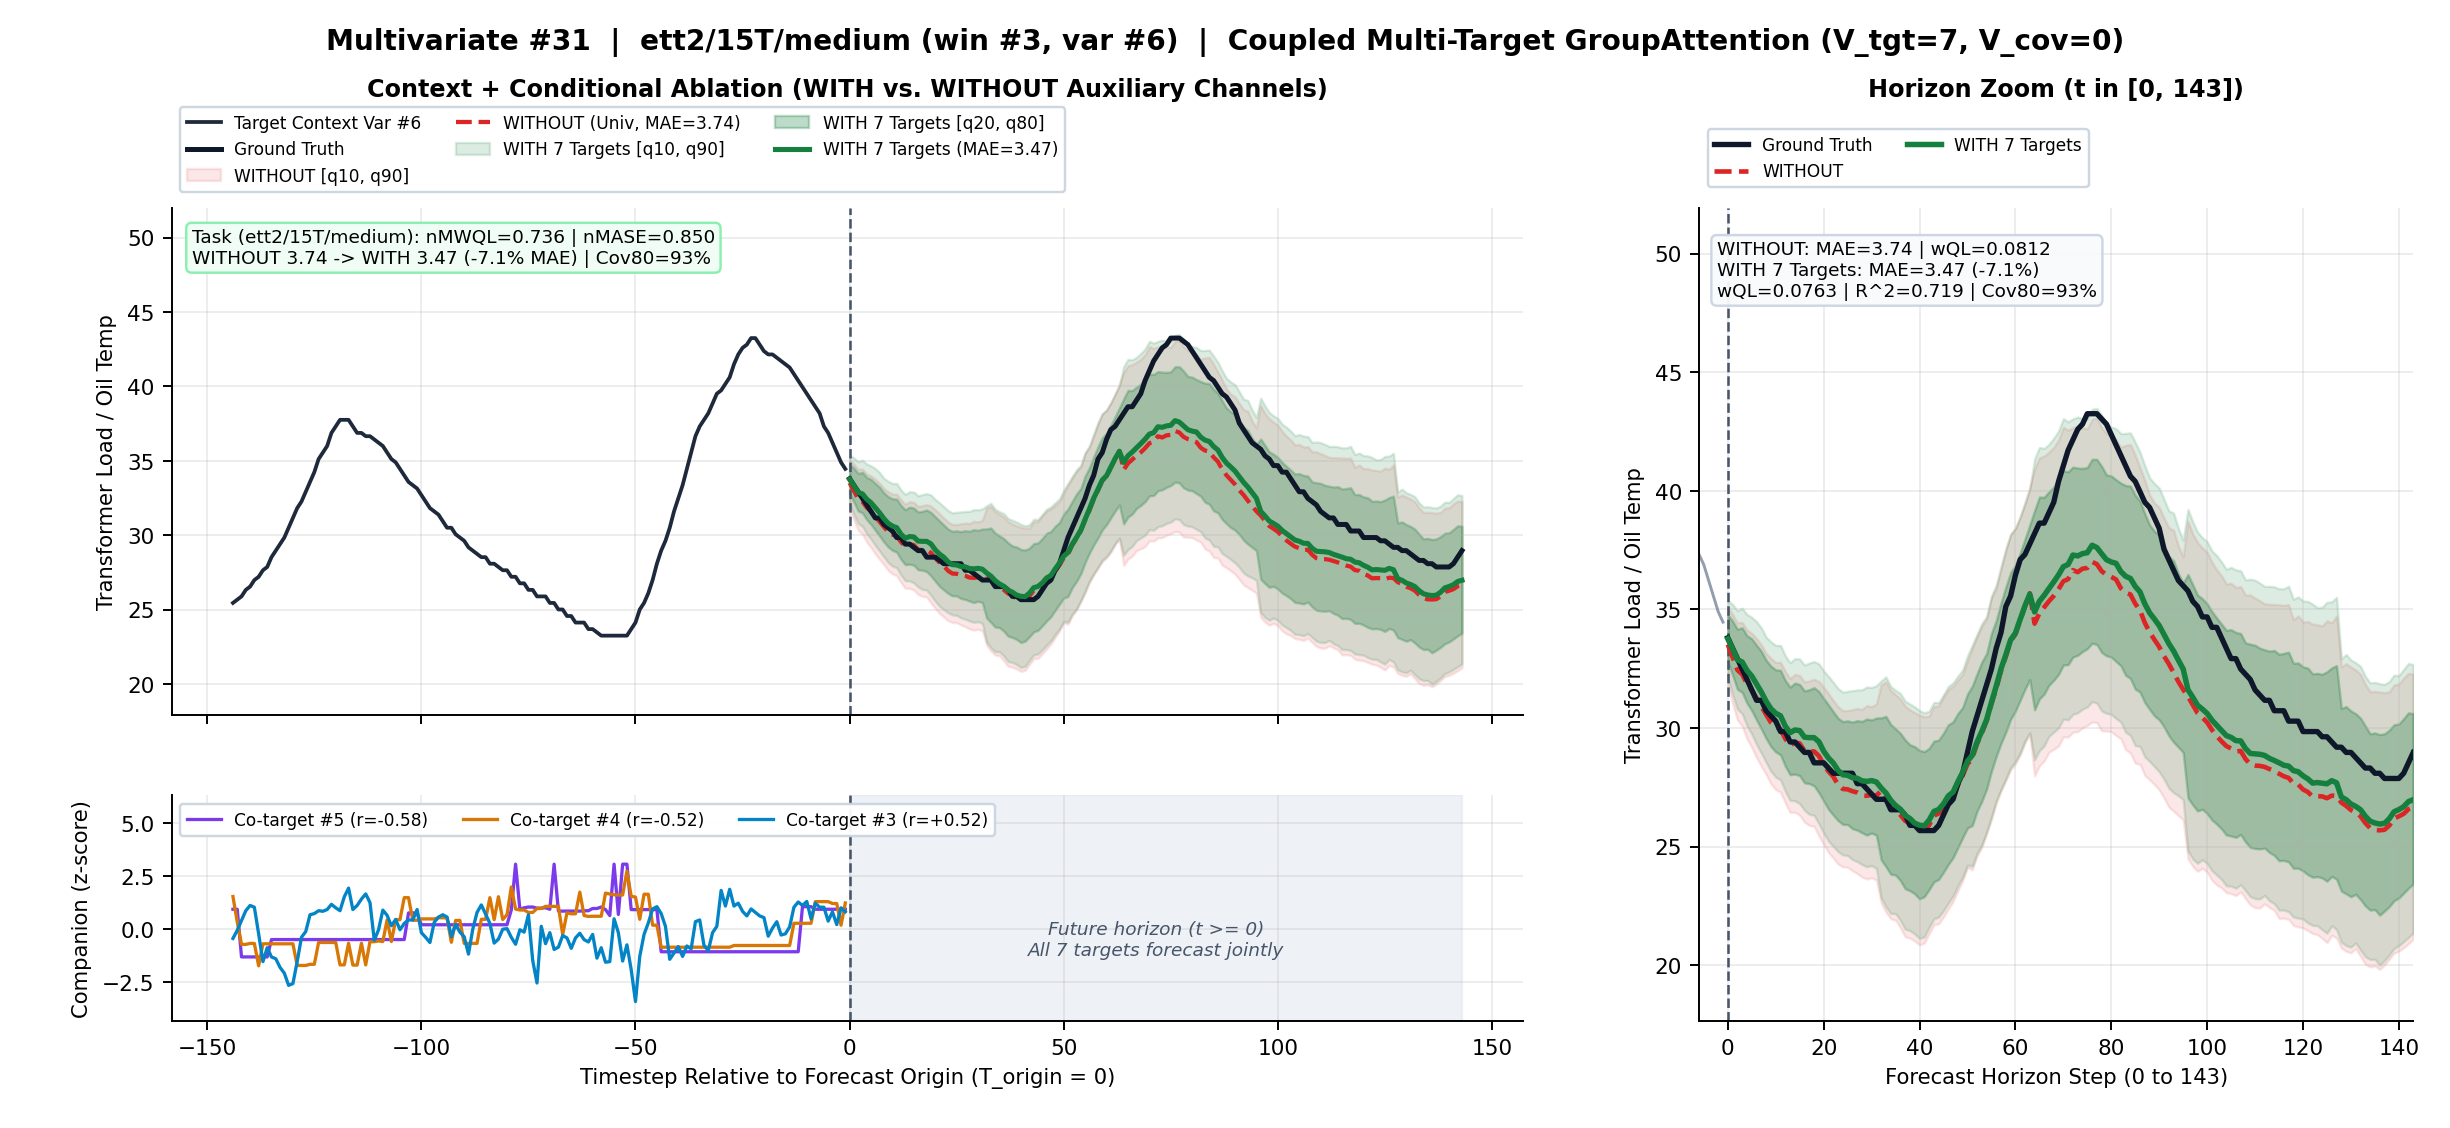 Multivariate #31 | ett2/15T/medium (win #3, var #6) | Coupled Multi-Target GroupAttention (V_tgt=7, V_cov=0)
Context + Conditional Ablation (WITH vs. WITHOUT Auxiliary Channels)
Target Context Var #6
Ground Truth
WITHOUT [q10, q90]
WITHOUT (Univ, MAE=3.74)
WITH 7 Targets [q10, q90]
WITH 7 Targets [q20, q80]
WITH 7 Targets (MAE=3.47)
Task (ett2/15T/medium): nMWQL=0.736 | nMASE=0.850
WITHOUT 3.74 -> WITH 3.47 (-7.1% MAE) | Cov80=93%
Transformer Load / Oil Temp
50
45
40
35
30
25
20
Co-target #5 (r=-0.58)
Co-target #4 (r=-0.52)
Co-target #3 (r=+0.52)
Companion (z-score)
5.0
2.5
0.0
−2.5
Future horizon (t >= 0)
All 7 targets forecast jointly
−150
−100
−50
0
50
100
150
Timestep Relative to Forecast Origin (T_origin = 0)
Horizon Zoom (t in [0, 143])
Ground Truth
WITHOUT
WITH 7 Targets
WITHOUT: MAE=3.74 | wQL=0.0812
WITH 7 Targets: MAE=3.47 (-7.1%)
wQL=0.0763 | R^2=0.719 | Cov80=93%
Transformer Load / Oil Temp
50
45
40
35
30
25
20
0
20
40
60
80
100
120
140
Forecast Horizon Step (0 to 143)